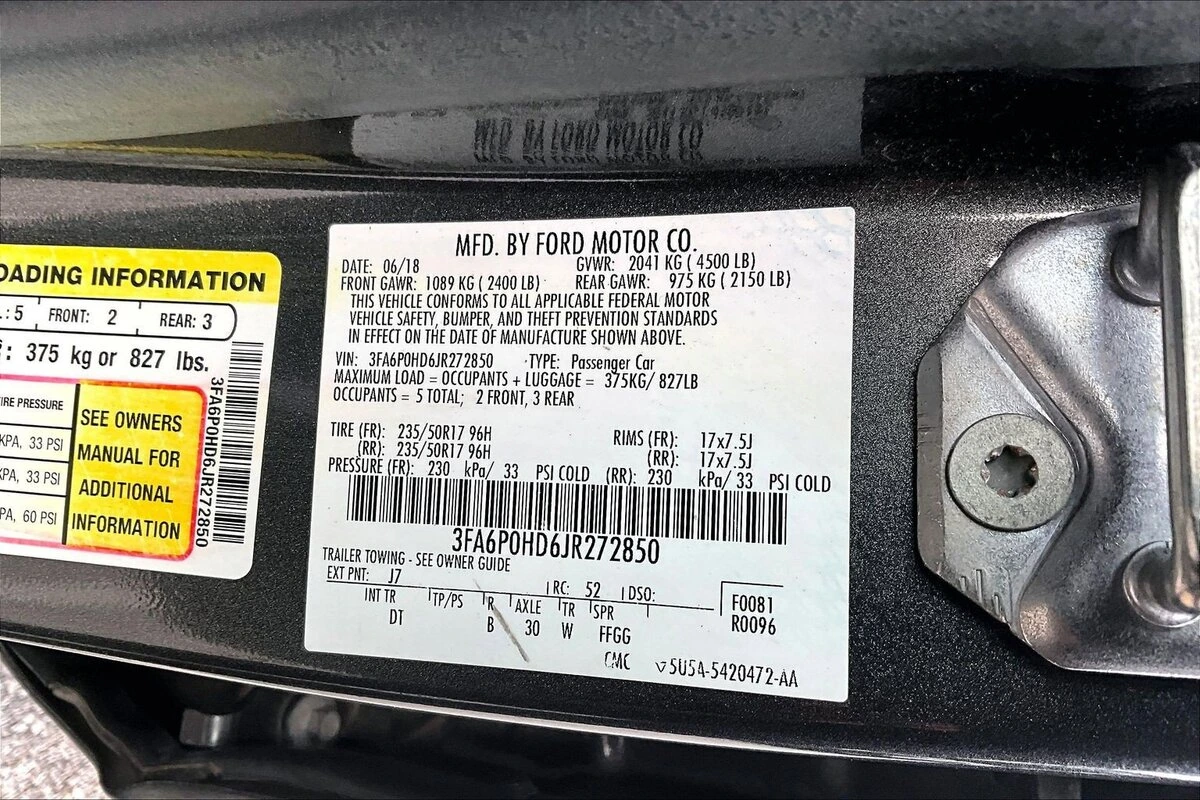 OADING INFORMATION
.: 5 FRONT: 2 REAR: 3
: 375 kg or 827 lbs.
IRE PRESSURE
KPA, 33 PSI
KPA, 33 PSI
PA, 60 PSI
SEE OWNERS
MANUAL FOR
ADDITIONAL
INFORMATION
3FA6P0HD6JR272850
MFD. BY FORD MOTOR CO.
DATE: 06/18 GVWR: 2041 KG ( 4500 LB)
FRONT GAWR: 1089 KG ( 2400 LB) REAR GAWR: 975 KG ( 2150 LB)
THIS VEHICLE CONFORMS TO ALL APPLICABLE FEDERAL MOTOR
VEHICLE SAFETY, BUMPER, AND THEFT PREVENTION STANDARDS
IN EFFECT ON THE DATE OF MANUFACTURE SHOWN ABOVE.
VIN: 3FA6P0HD6JR272850 TYPE: Passenger Car
MAXIMUM LOAD = OCCUPANTS + LUGGAGE = 375KG/ 827LB
OCCUPANTS = 5 TOTAL; 2 FRONT, 3 REAR
TIRE (FR): 235/50R17 96H RIMS (FR): 17x7.5J
(RR): 235/50R17 96H (RR): 17x7.5J
PRESSURE (FR): 230 kPa/ 33 PSI COLD (RR): 230 kPa/ 33 PSI COLD
3FA6P0HD6JR272850
TRAILER TOWING - SEE OWNER GUIDE
EXT PNT: J7 RC: 52 DSO:
INT TR TP/PS R AXLE TR SPR F0081
DT B 30 W FFGG R0096
CMC 5U5A-5420472-AA